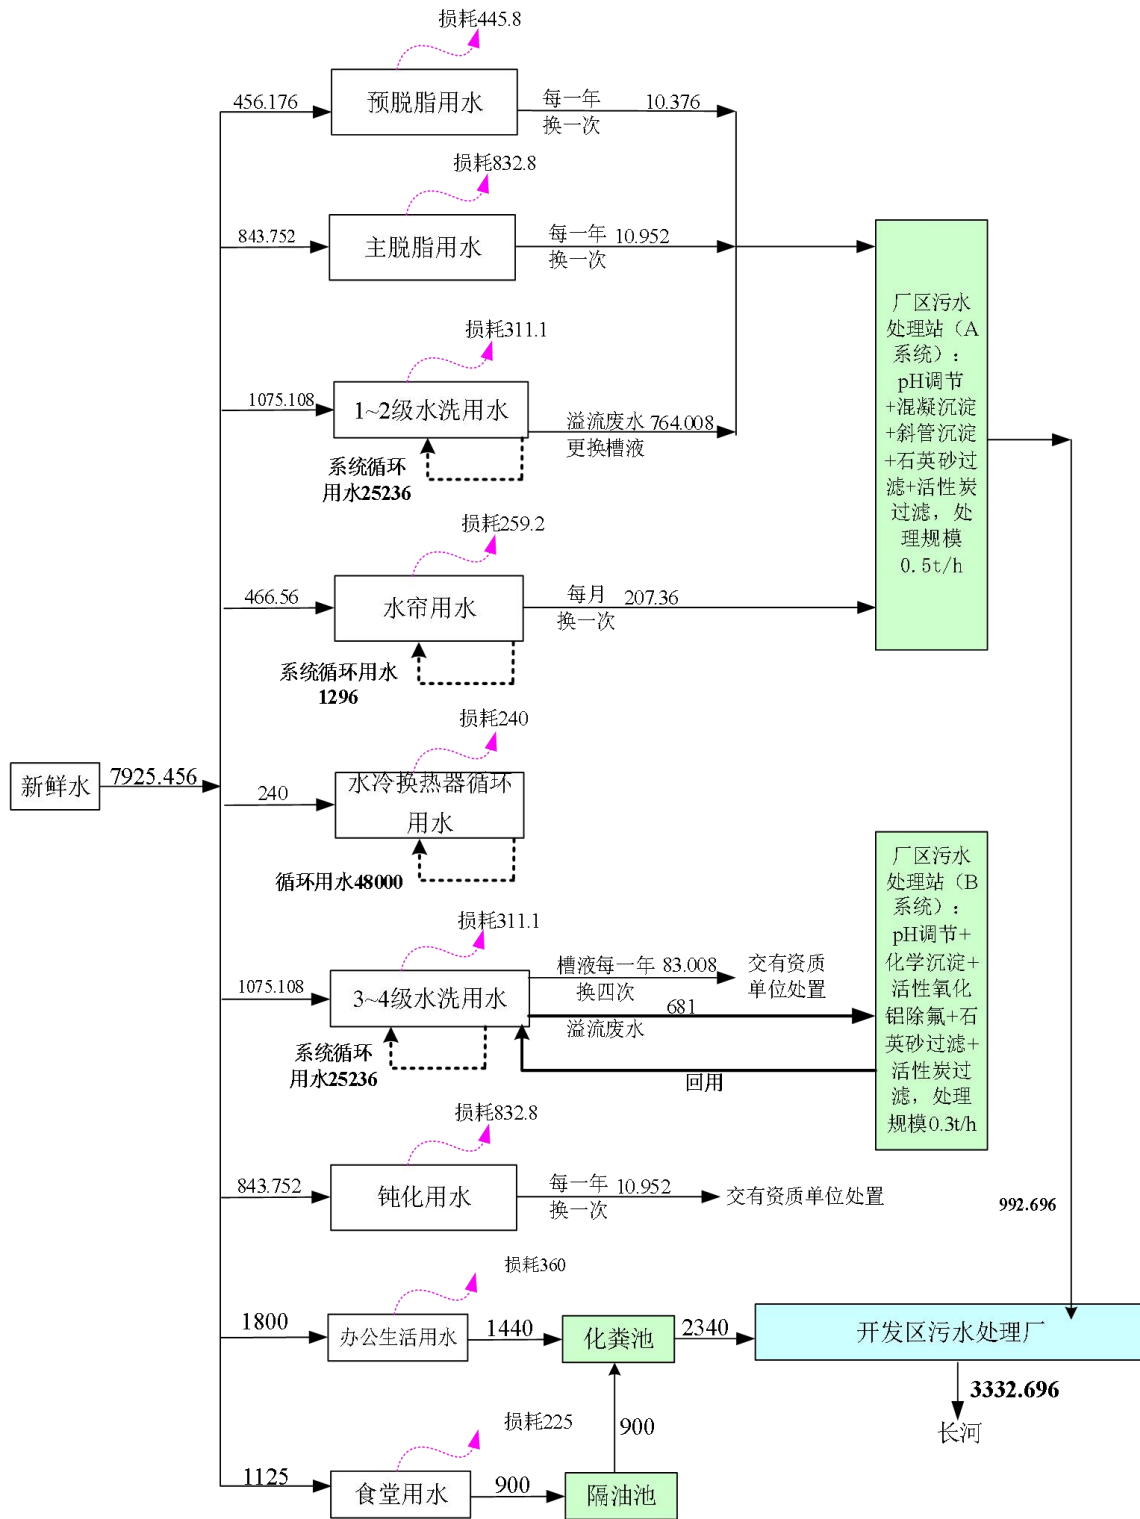 损耗445.8
456.176
预脱脂用水
每一年
换一次
10.376
损耗832.8
843.752
主脱脂用水
每一年
换一次
10.952
损耗311.1
1075.108
1~2级水洗用水
溢流废水
更换槽液
764.008
系统循环
用水25236
厂区污水
处理站（A
系统）：
pH调节
+混凝沉淀
+斜管沉淀
+石英砂过
滤+活性炭
过滤，处
理规模
0.5t/h
损耗259.2
466.56
水帘用水
每月
换一次
207.36
系统循环用水
1296
损耗240
新鲜水
7925.456
240
水冷换热器循环
用水
循环用水48000
损耗311.1
1075.108
3~4级水洗用水
槽液每一年
换四次
83.008
交有资质
单位处置
681
溢流废水
回用
系统循环
用水25236
厂区污水
处理站（B
系统）：
pH调节+
化学沉淀+
活性氧化
铝除氟+石
英砂过滤+
活性炭过
滤，处理
规模0.3t/h
损耗832.8
843.752
钝化用水
每一年
换一次
10.952
交有资质单位处置
992.696
损耗360
1800
办公生活用水
1440
化粪池
2340
开发区污水处理厂
3332.696
长河
损耗225
900
1125
食堂用水
900
隔油池